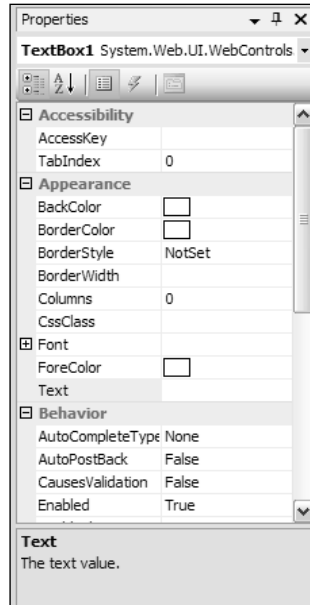 Properties
TextBox1 System.Web.UI.WebControls
Accessibility
AccessKey
TabIndex 0
Appearance
BackColor
BorderColor
BorderStyle NotSet
BorderWidth
Columns 0
CssClass
Font
ForeColor
Text
Behavior
AutoCompleteType None
AutoPostBack False
CausesValidation False
Enabled True
Text
The text value.